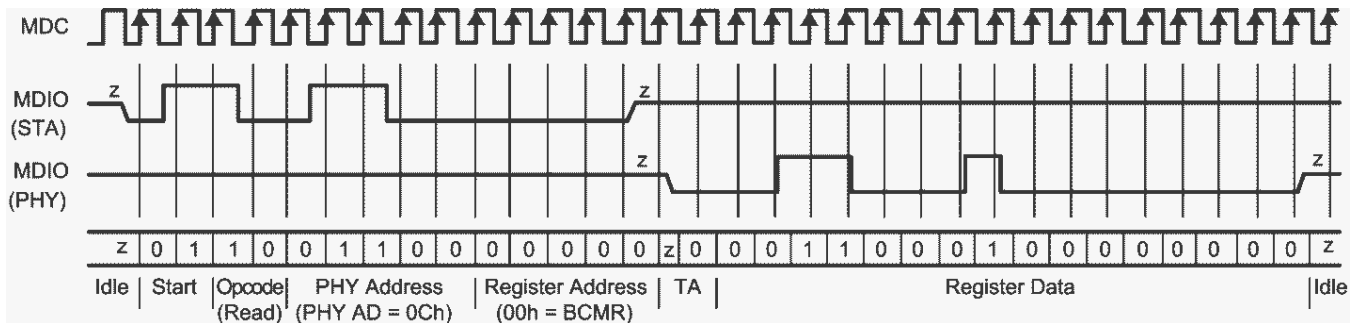 MDC
z z
MDIO
(STA)
MDIO z z
(PHY)
z 0 1 1 0 0 1 1 0 0 0 0 0 0 0 z 0 0 0 1 1 0 0 0 1 0 0 0 0 0 0 0 0 z
Idle Start Opcode PHY Address Register Address TA Register Data Idle
(Read) (PHY AD = 0Ch) (00h = BCMR)